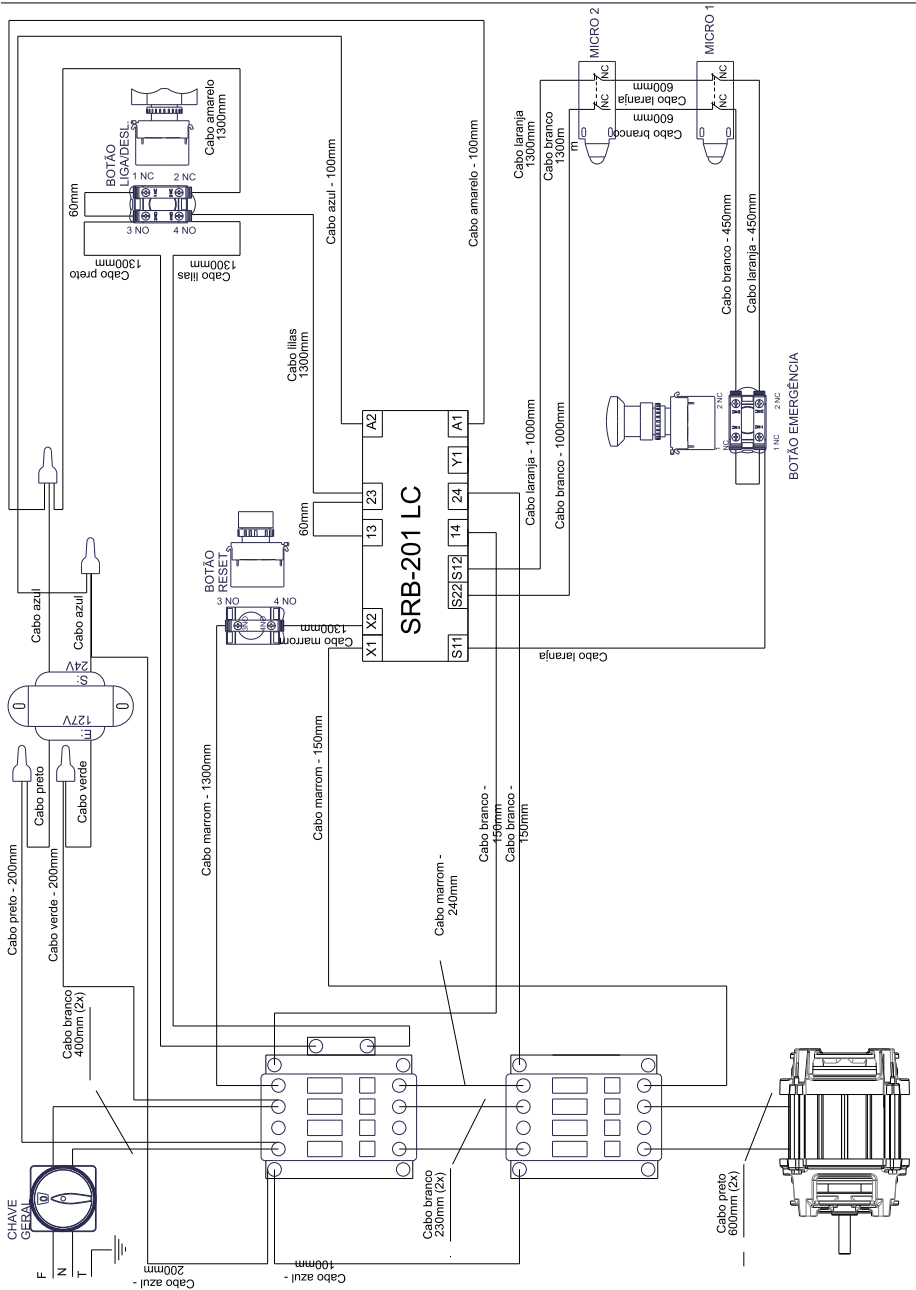 MICRO 2
MICRO 1
NC
NC
NC
NC
Cabo laranja
600mm
Cabo branco
600mm
Cabo laranja
1300mm
Cabo branco
1300m
m
Cabo amarelo
1300mm
BOTÃO
LIGA/DESL.
1 NC
2 NC
3 NO
4 NO
60mm
Cabo preto
1300mm
Cabo lilas
1300mm
Cabo azul - 100mm
Cabo amarelo - 100mm
Cabo lilas
1300mm
Cabo branco - 450mm
Cabo laranja - 450mm
BOTÃO EMERGÊNCIA
2 NC
2 NC
1
NC
1 NC
Cabo laranja - 1000mm
Cabo branco - 1000mm
Cabo laranja
SRB-201 LC
A2
23
13
X2
X1
A1
Y1
24
14
S12
S22
S11
60mm
BOTÃO
RESET
3 NO
4 NO
Cabo marrom
1300mm
Cabo azul
Cabo azul
S:
24V
E:
127V
Cabo preto
Cabo verde
Cabo preto - 200mm
Cabo verde - 200mm
Cabo marrom - 1300mm
Cabo marrom - 150mm
Cabo branco -
150mm
Cabo branco -
150mm
Cabo marrom -
240mm
Cabo branco
400mm (2x)
Cabo branco
230mm (2x)
Cabo preto
600mm (2x)
CHAVE
GERAL
F
N
T
Cabo azul -
200mm
Cabo azul -
100mm